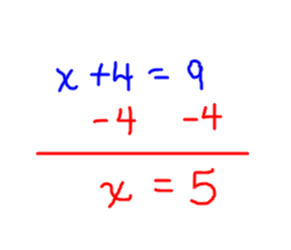 x + 4 = 9
- 4 - 4
x = 5